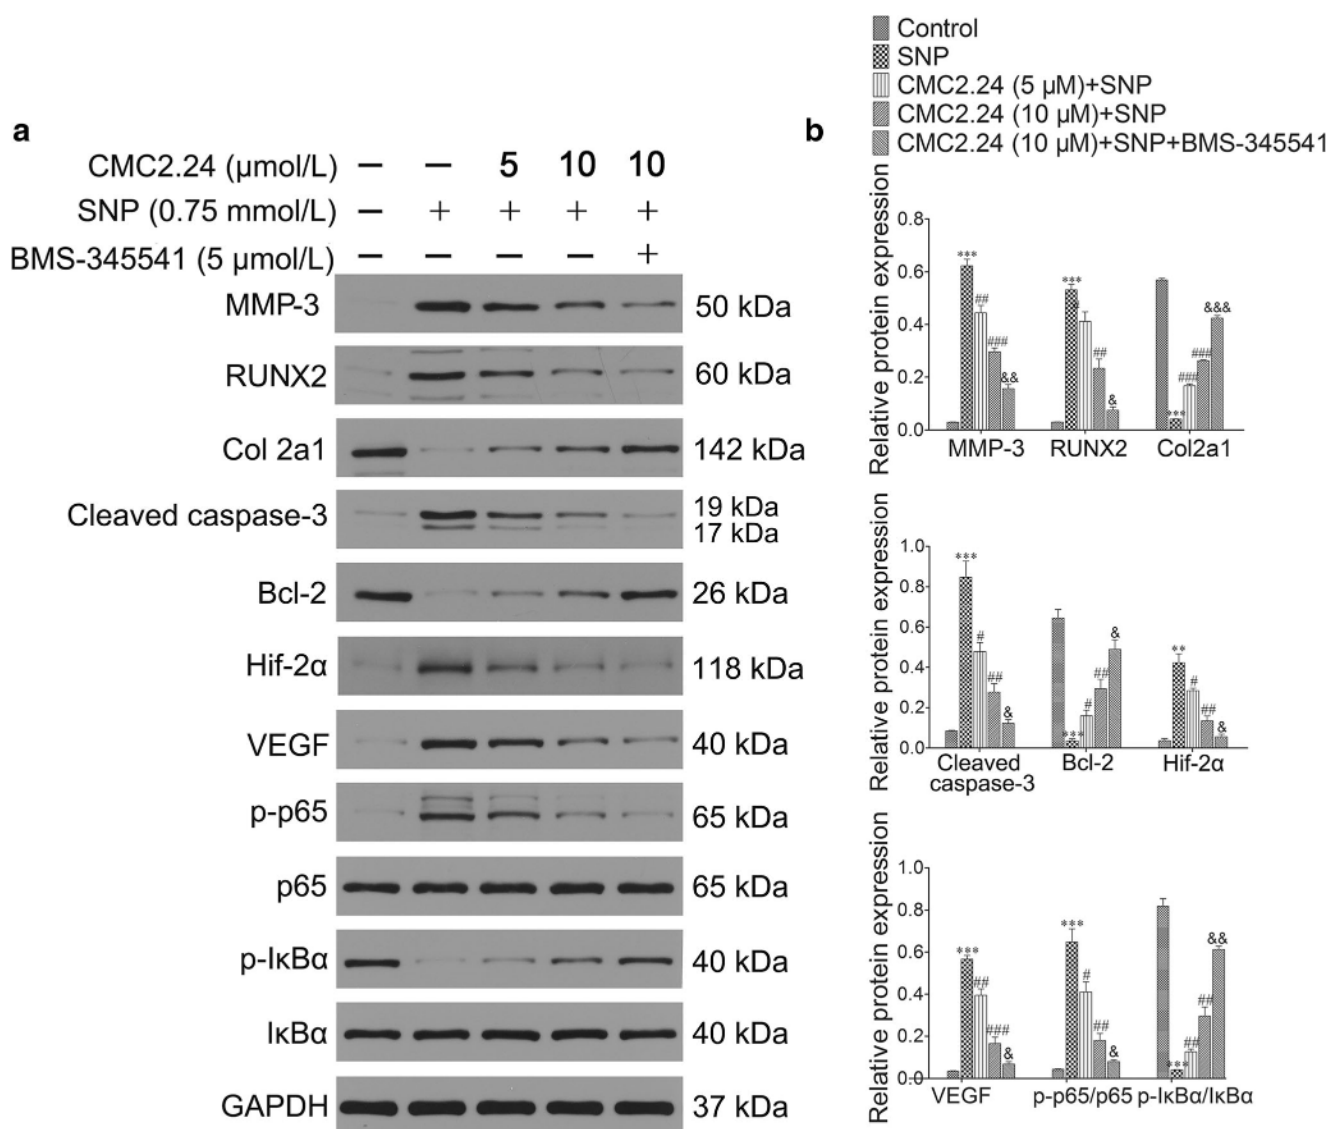 a
CMC2.24 (μmol/L) – – 5 10 10
SNP (0.75 mmol/L) – + + + +
BMS-345541 (5 μmol/L) – – – – +
MMP-3 50 kDa
RUNX2 60 kDa
Col 2a1 142 kDa
Cleaved caspase-3 19 kDa
17 kDa
Bcl-2 26 kDa
Hif-2α 118 kDa
VEGF 40 kDa
p-p65 65 kDa
p65 65 kDa
p-IκBα 40 kDa
IκBα 40 kDa
GAPDH 37 kDa
b
Control
SNP
CMC2.24 (5 μM)+SNP
CMC2.24 (10 μM)+SNP
CMC2.24 (10 μM)+SNP+BMS-345541
Relative protein expression
0.8
0.6
0.4
0.2
0.0
*** ## ### &&
*** ## &
*** ### ### &&&
MMP-3 RUNX2 Col2a1
Relative protein expression
1.0
0.8
0.6
0.4
0.2
0.0
*** # ## &
*** # ## &
** # ## &
Cleaved caspase-3 Bcl-2 Hif-2α
Relative protein expression
1.0
0.8
0.6
0.4
0.2
0.0
*** ## ### &
*** # ## &
*** ## ## &&
VEGF p-p65/p65 p-IκBα/IκBα